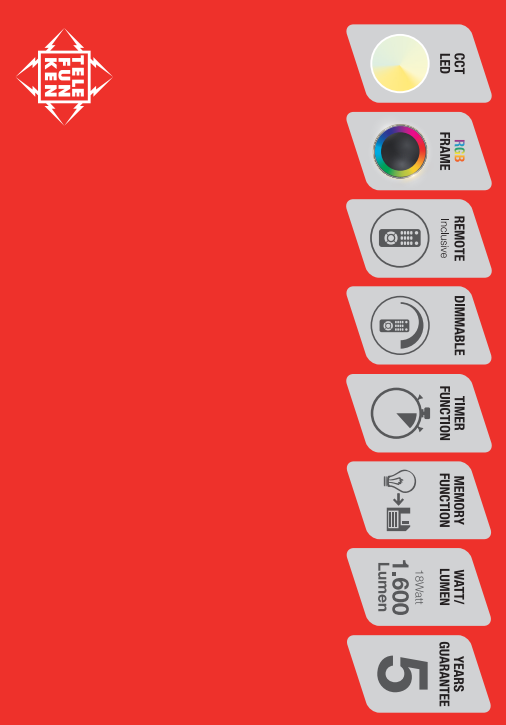 TELE
FUN
KEN
CCT
LED
RGB
FRAME
REMOTE
Inclusive
DIMMABLE
TIMER
FUNCTION
MEMORY
FUNCTION
WATT/
LUMEN
18Watt
1.600
Lumen
YEARS
GUARANTEE
5